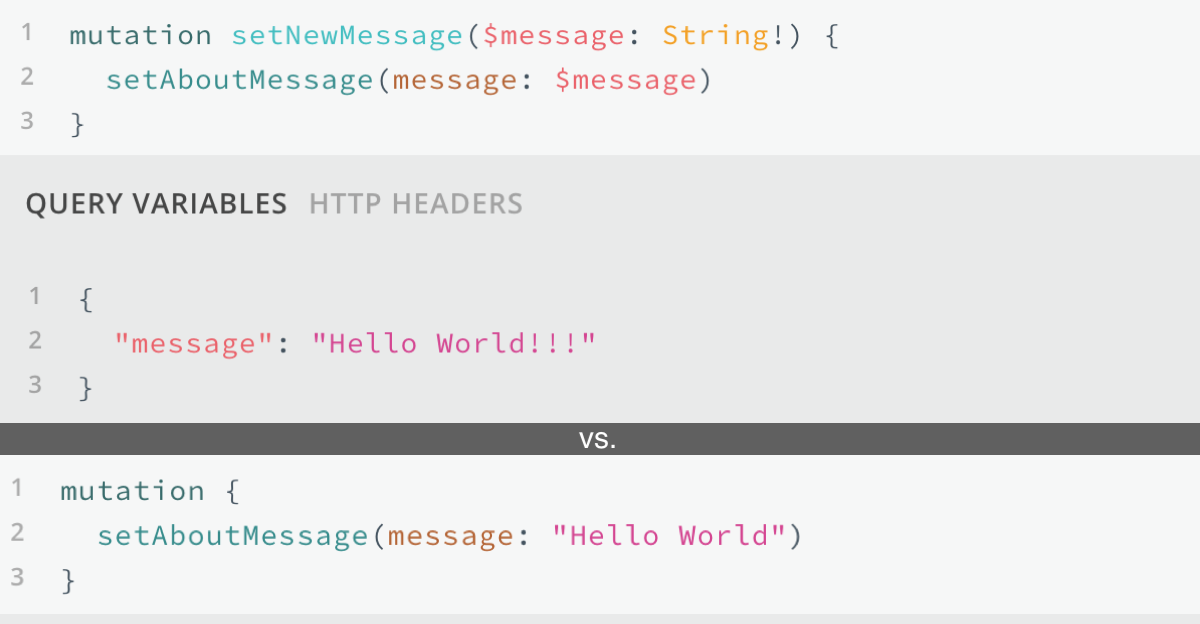 1 mutation setNewMessage($message: String!) {
2 setAboutMessage(message: $message)
3 }
QUERY VARIABLES HTTP HEADERS
1 {
2 "message": "Hello World!!!"
3 }
vs.
1 mutation {
2 setAboutMessage(message: "Hello World")
3 }